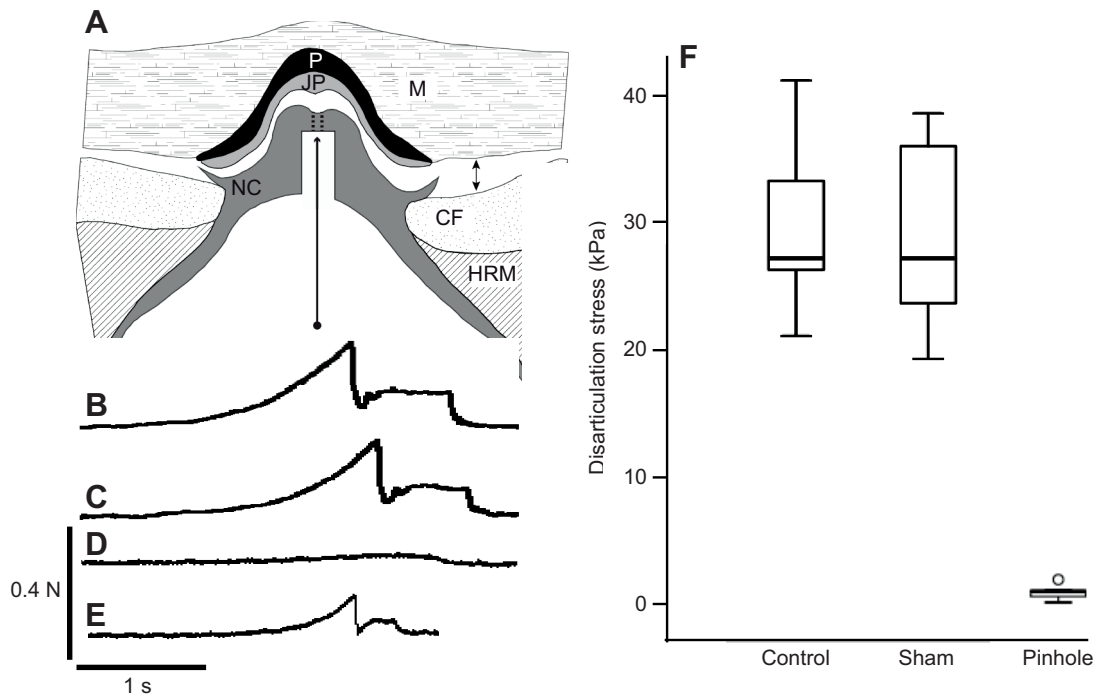 A
P
JP
M
NC
CF
HRM
B
C
D
E
0.4 N
1 s
F
Disarticulation stress (kPa)
40
30
20
10
0
Control Sham Pinhole